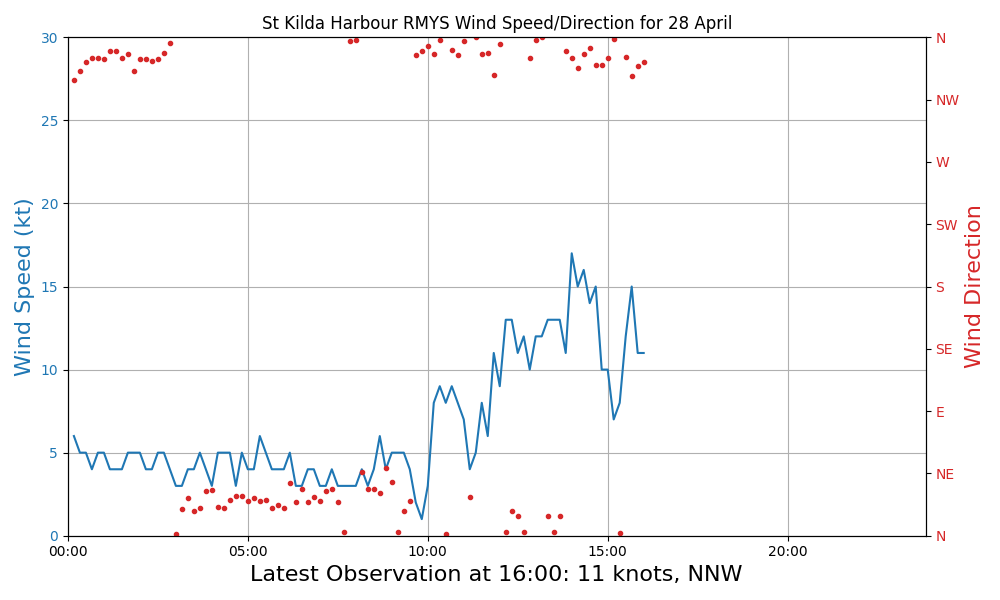 St Kilda Harbour RMYS Wind Speed/Direction for 28 April
30
25
20
15
10
5
0
Wind Speed (kt)
N
NW
W
SW
S
SE
E
NE
N
Wind Direction
00:00
05:00
10:00
15:00
20:00
Latest Observation at 16:00: 11 knots, NNW